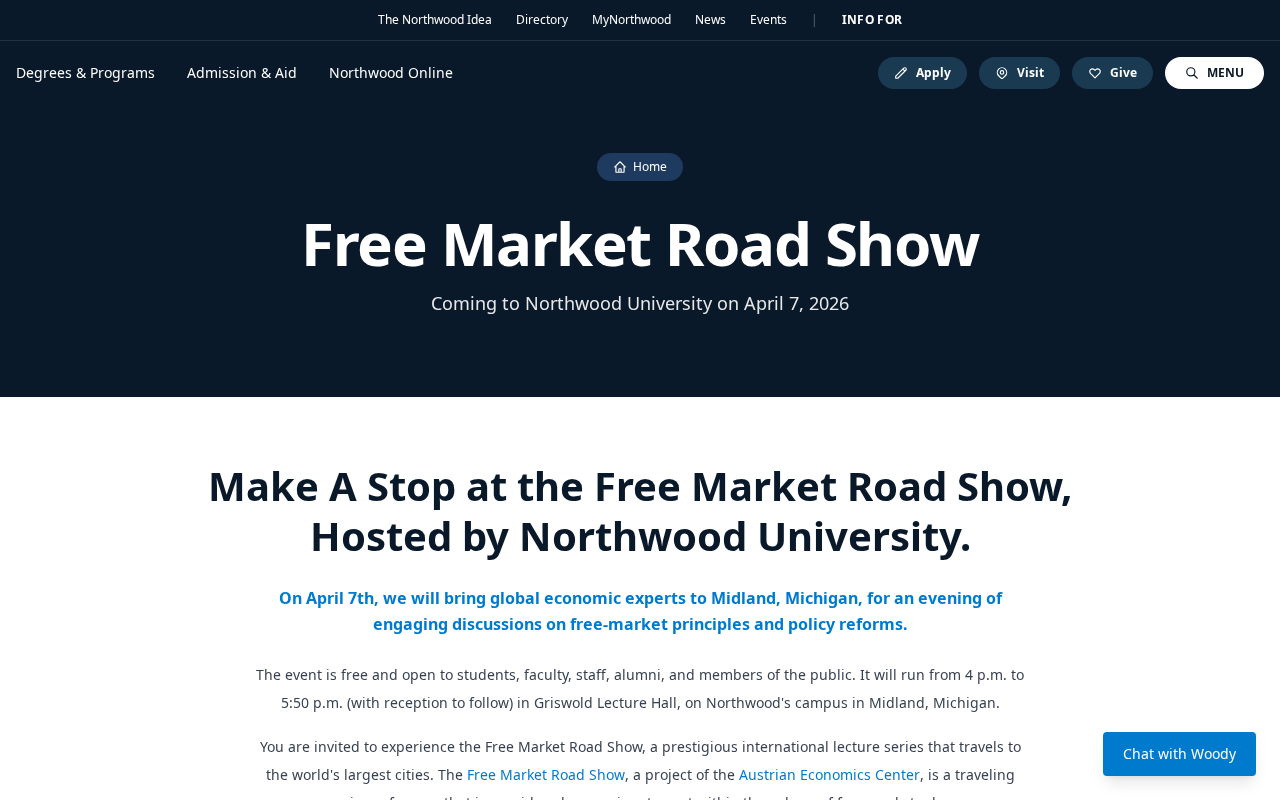 The Northwood Idea Directory MyNorthwood News Events | INFO FOR
Degrees & Programs Admission & Aid Northwood Online Apply Visit Give MENU
Home
Free Market Road Show
Coming to Northwood University on April 7, 2026
Make A Stop at the Free Market Road Show,
Hosted by Northwood University.
On April 7th, we will bring global economic experts to Midland, Michigan, for an evening of
engaging discussions on free-market principles and policy reforms.
The event is free and open to students, faculty, staff, alumni, and members of the public. It will run from 4 p.m. to
5:50 p.m. (with reception to follow) in Griswold Lecture Hall, on Northwood's campus in Midland, Michigan.
You are invited to experience the Free Market Road Show, a prestigious international lecture series that travels to
the world's largest cities. The Free Market Road Show, a project of the Austrian Economics Center, is a traveling
Chat with Woody